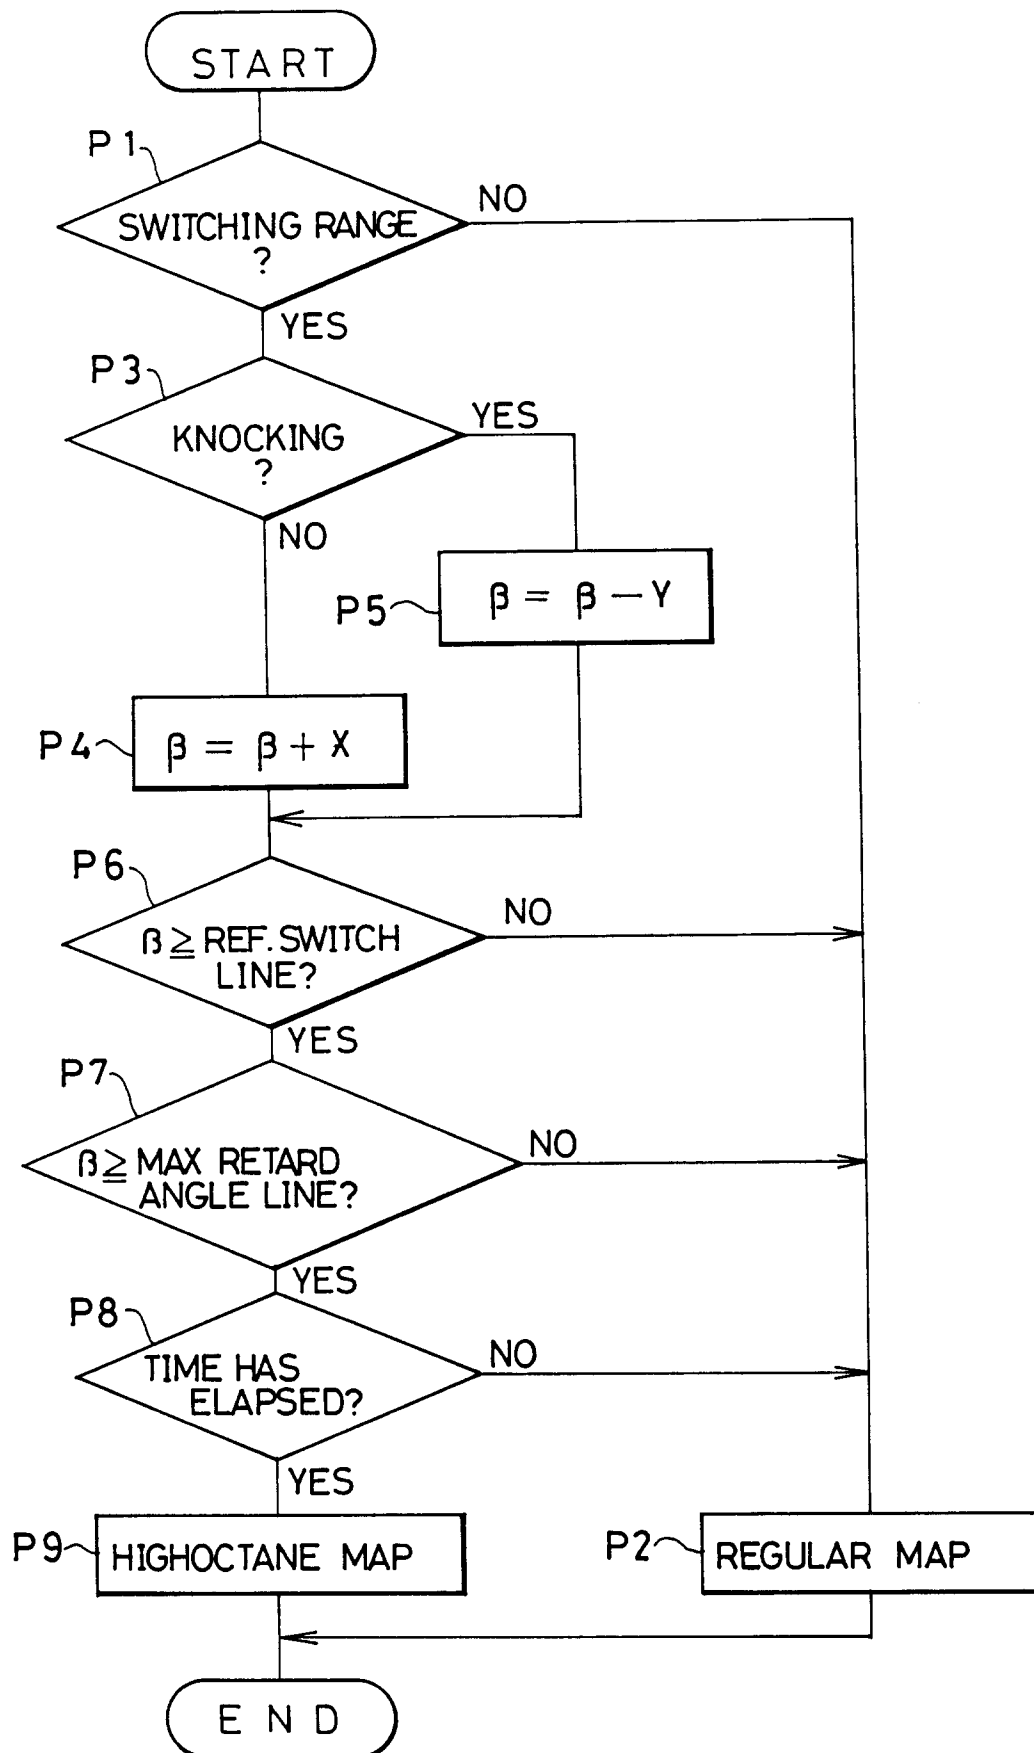 START
P1
SWITCHING RANGE
?
NO
YES
P3
KNOCKING
?
YES
NO
P5
β = β − Y
P4
β = β + X
P6
β ≧ REF. SWITCH
LINE?
NO
YES
P7
β ≧ MAX RETARD
ANGLE LINE?
NO
YES
P8
TIME HAS
ELAPSED?
NO
YES
P9
HIGHOCTANE MAP
P2
REGULAR MAP
END